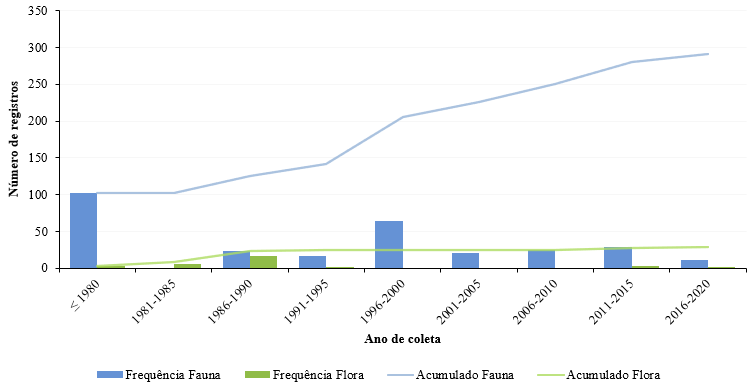 350
300
250
200
150
100
50
0
Número de registros
≤ 1980
1981-1985
1986-1990
1991-1995
1996-2000
2001-2005
2006-2010
2011-2015
2016-2020
Ano de coleta
Frequência Fauna
Frequência Flora
Acumulado Fauna
Acumulado Flora